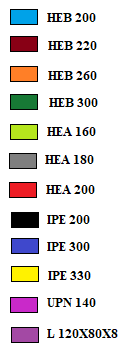 HEB 200
HEB 220
HEB 260
HEB 300
HEA 160
HEA 180
HEA 200
IPE 200
IPE 300
IPE 330
UPN 140
L 120X80X8